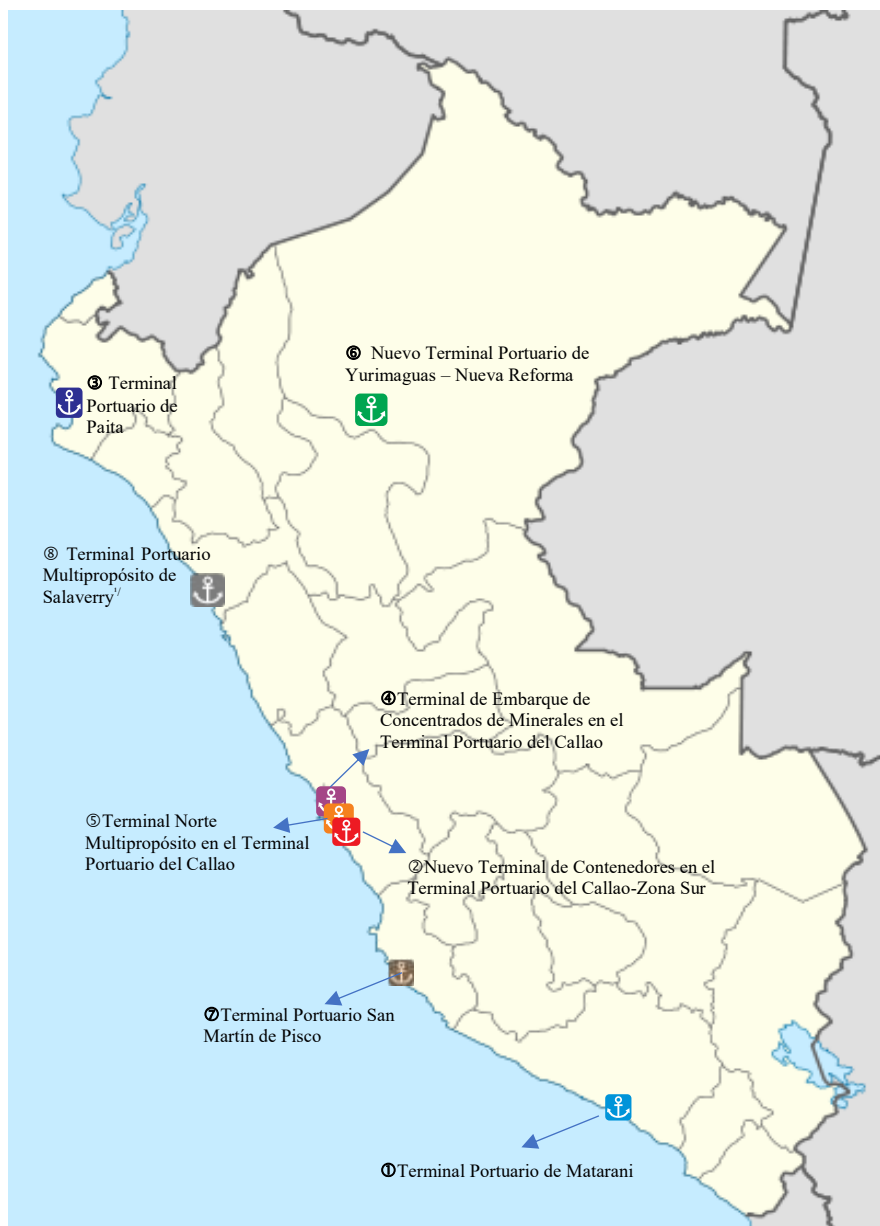 ⑥ Nuevo Terminal Portuario de
Yurimaguas – Nueva Reforma
③ Terminal
Portuario de
Paita
⑧ Terminal Portuario
Multipropósito de
Salaverry¹/
④Terminal de Embarque de
Concentrados de Minerales en el
Terminal Portuario del Callao
⑤Terminal Norte
Multipropósito en el Terminal
Portuario del Callao
②Nuevo Terminal de Contenedores en el
Terminal Portuario del Callao-Zona Sur
⑦Terminal Portuario San
Martín de Pisco
①Terminal Portuario de Matarani